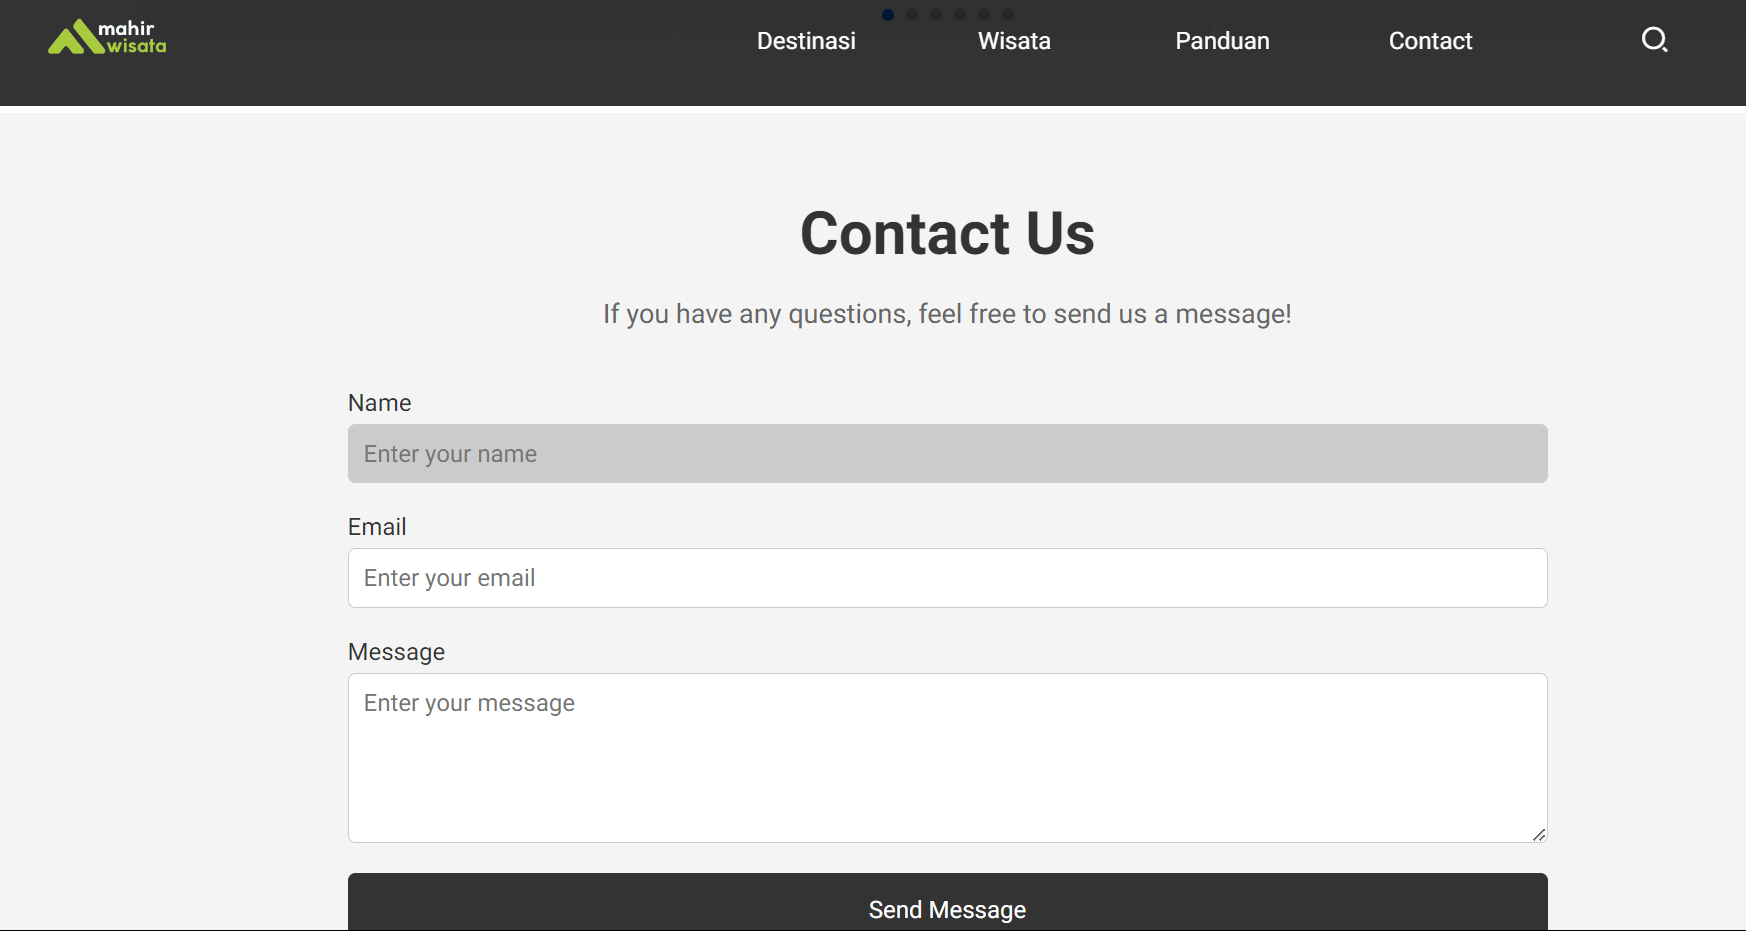 mahir
wisata
Destinasi
Wisata
Panduan
Contact
Contact Us
If you have any questions, feel free to send us a message!
Name
Enter your name
Email
Enter your email
Message
Enter your message
Send Message